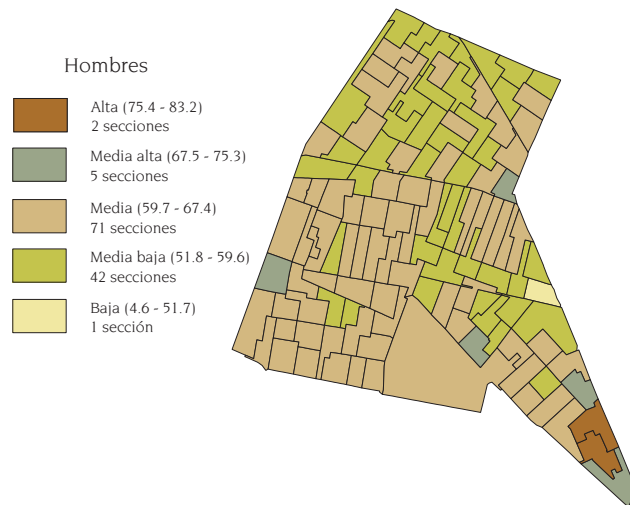 Hombres
Alta (75.4 - 83.2)
2 secciones
Media alta (67.5 - 75.3)
5 secciones
Media (59.7 - 67.4)
71 secciones
Media baja (51.8 - 59.6)
42 secciones
Baja (4.6 - 51.7)
1 sección